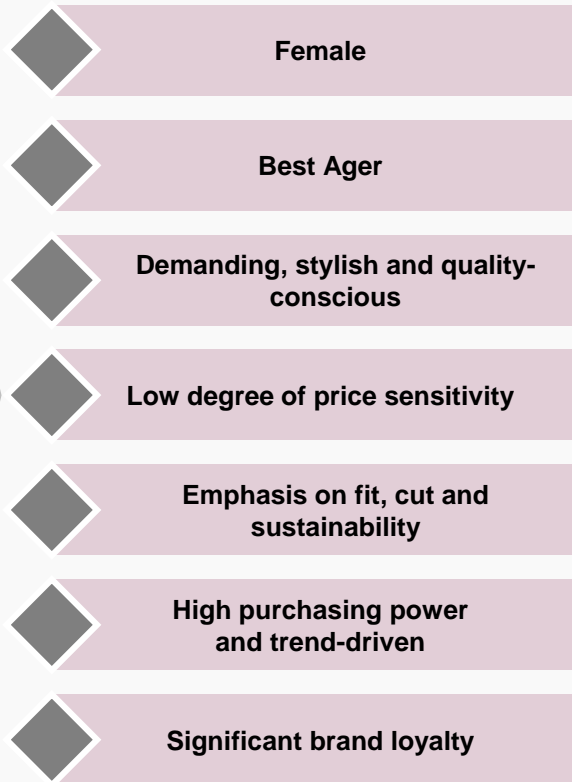 Female
Best Ager
Demanding, stylish and quality-
conscious
Low degree of price sensitivity
Emphasis on fit, cut and
sustainability
High purchasing power
and trend-driven
Significant brand loyalty